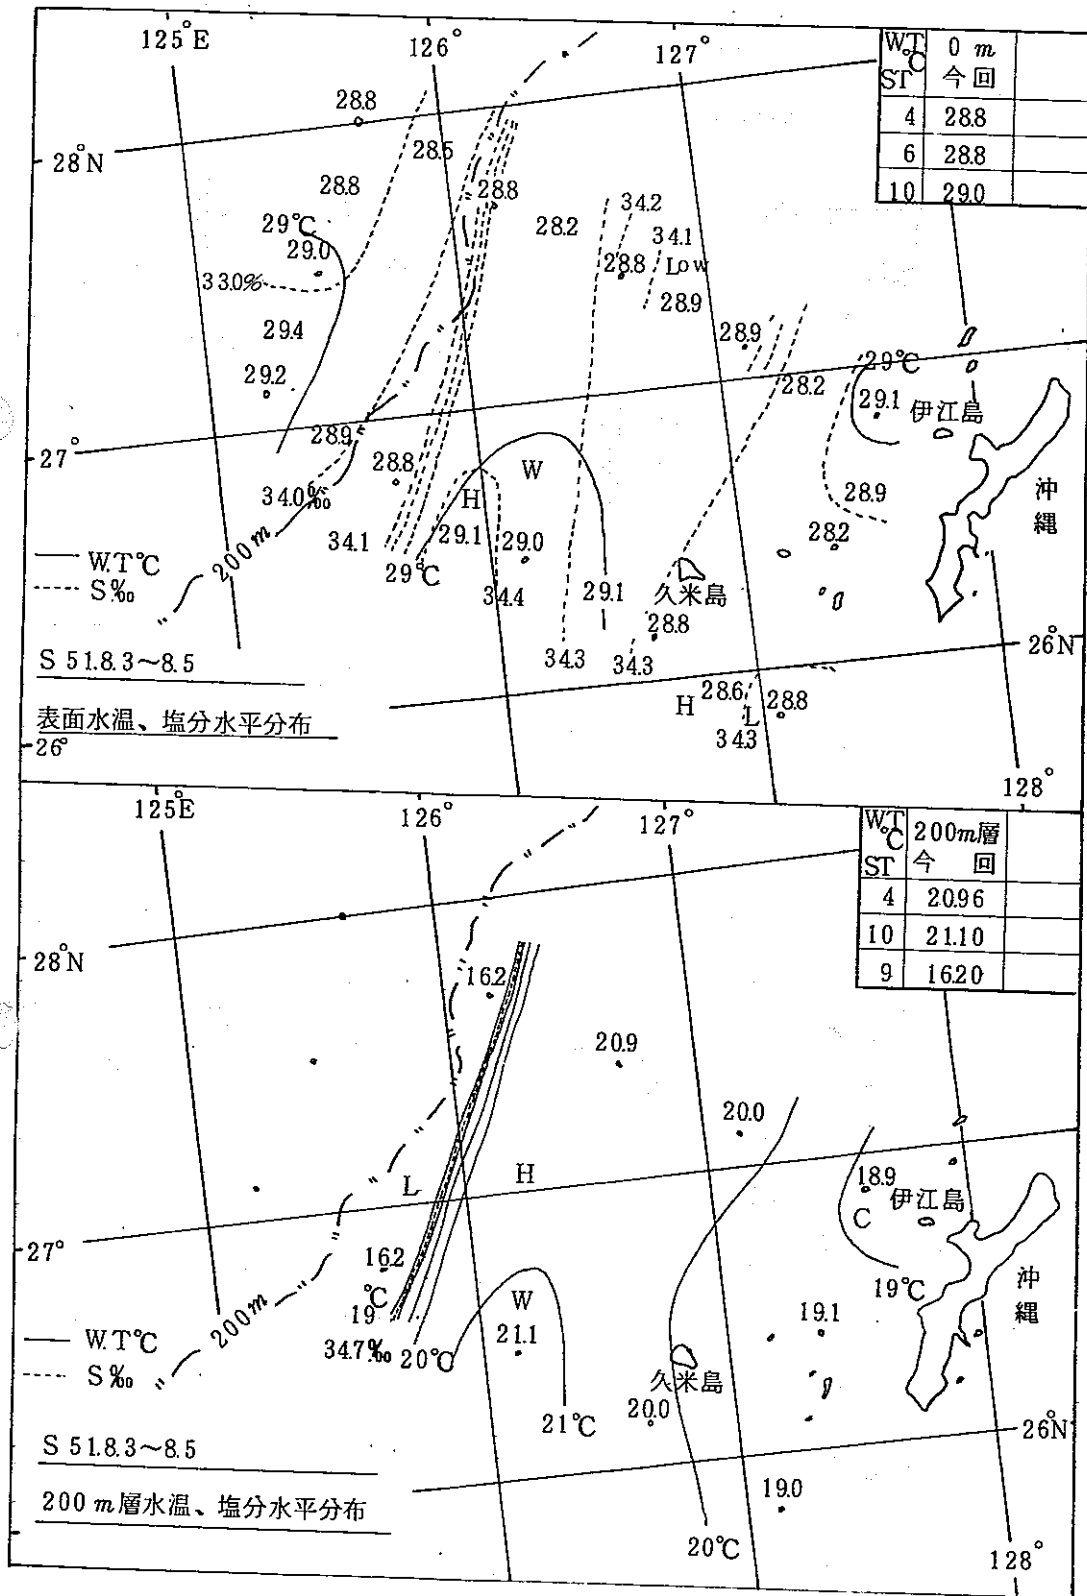 125°E
126°
127°
W.T °C
ST
0 m
今回
4 28.8
6 28.8
10 29.0
28.8
28°N
28.5
28.8
28.8
29℃
29.0
28.2
34.2
34.1
28.8
Low
33.0%
28.9
29.4
28.9
29.2
28.2
29℃
29.1
伊江島
27°
28.9
28.8
W
34.0‰
H
28.9
沖縄
34.1
29.1
29.0
28.2
W.T℃
200m
29℃
34.4
29.1
久米島
S‰
28.8
S 51.8.3～8.5
34.3
34.3
26°N
H
28.6
L
28.8
34.3
表面水温、塩分水平分布
26°
128°
125°E
126°
127°
W.T °C
ST
200m層
今 回
4 20.96
10 21.10
9 16.20
28°N
16.2
20.9
20.0
L
H
18.9
伊江島
C
27°
16.2
℃
19
W
21.1
19℃
沖縄
19.1
W.T℃
200m
34.7‰
20℃
久米島
S‰
21℃
20.0
26°N
S 51.8.3～8.5
19.0
200m層水温、塩分水平分布
20℃
128°